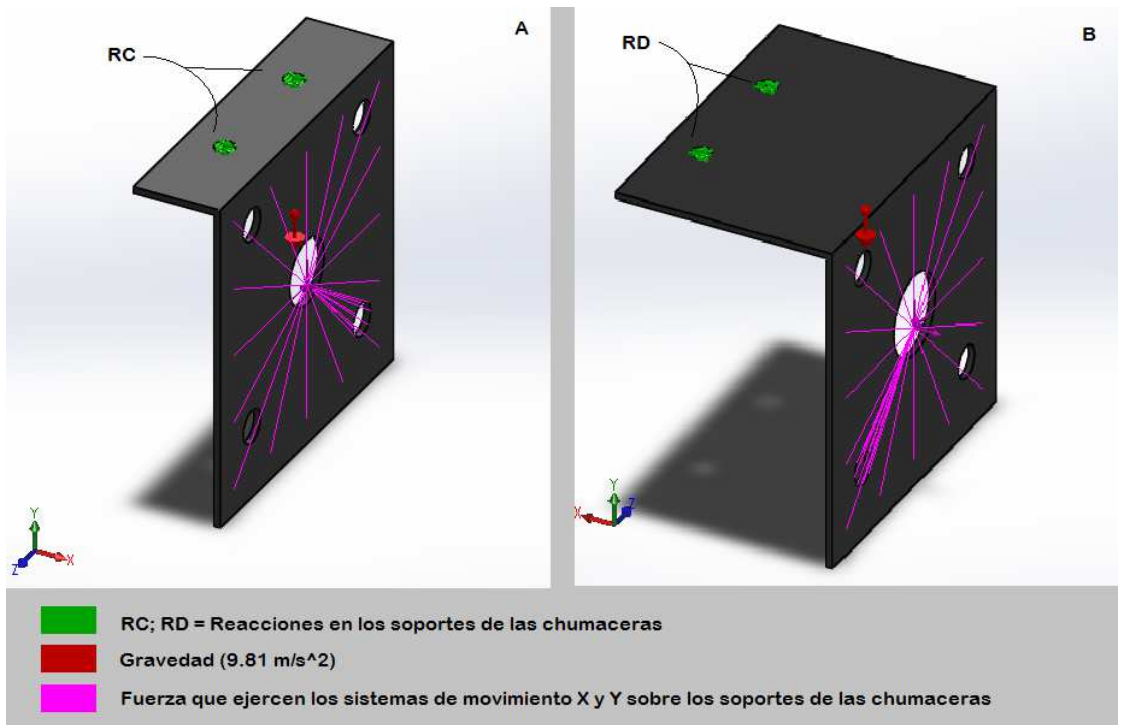 A
RC
Y
X
Z
B
RD
Y
Z
X
RC; RD = Reacciones en los soportes de las chumaceras
Gravedad (9.81 m/s^2)
Fuerza que ejercen los sistemas de movimiento X y Y sobre los soportes de las chumaceras